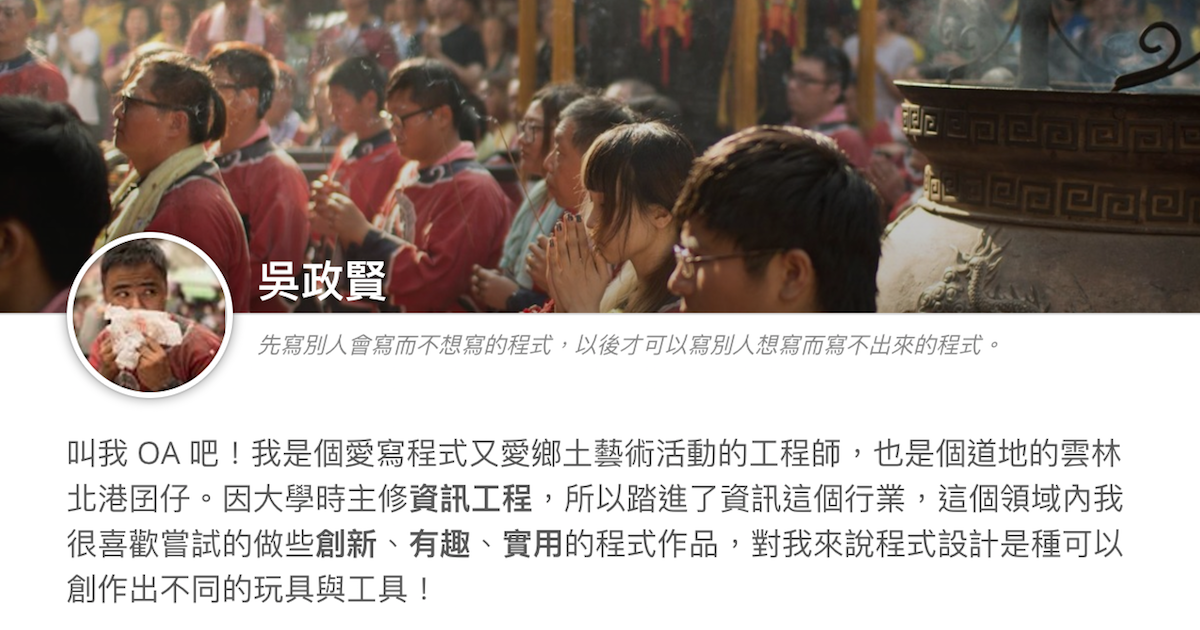 吳政賢
先寫別人會寫而不想寫的程式，以後才可以寫別人想寫而寫不出來的程式。
叫我 OA 吧！我是個愛寫程式又愛鄉土藝術活動的工程師，也是個道地的雲林
北港囝仔。因大學時主修資訊工程，所以踏進了資訊這個行業，這個領域內我
很喜歡嘗試的做些創新、有趣、實用的程式作品，對我來說程式設計是種可以
創作出不同的玩具與工具！